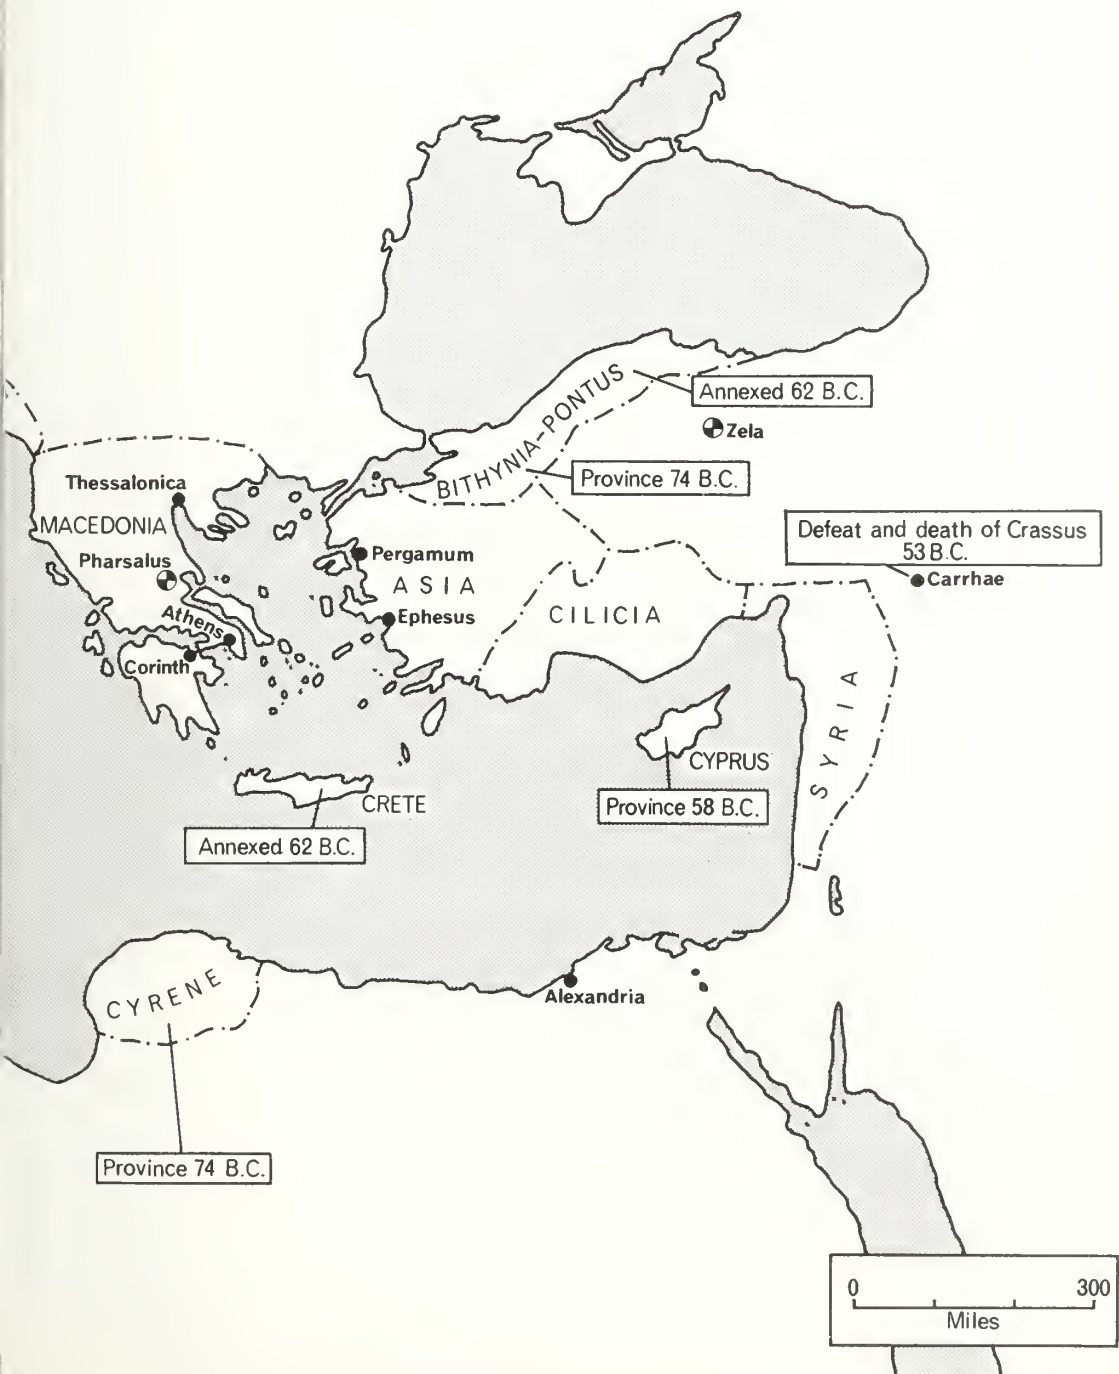 Annexed 62 B.C.
BITHYNIA-PONTUS
Zela
Province 74 B.C.
Thessalonica
MACEDONIA
Pharsalus
Pergamum
ASIA
Defeat and death of Crassus
53 B.C.
Carrhae
Athens
Ephesus
CILICIA
Corinth
SYRIA
CYPRUS
Province 58 B.C.
CRETE
Annexed 62 B.C.
CYRENE
Alexandria
Province 74 B.C.
0 300
Miles